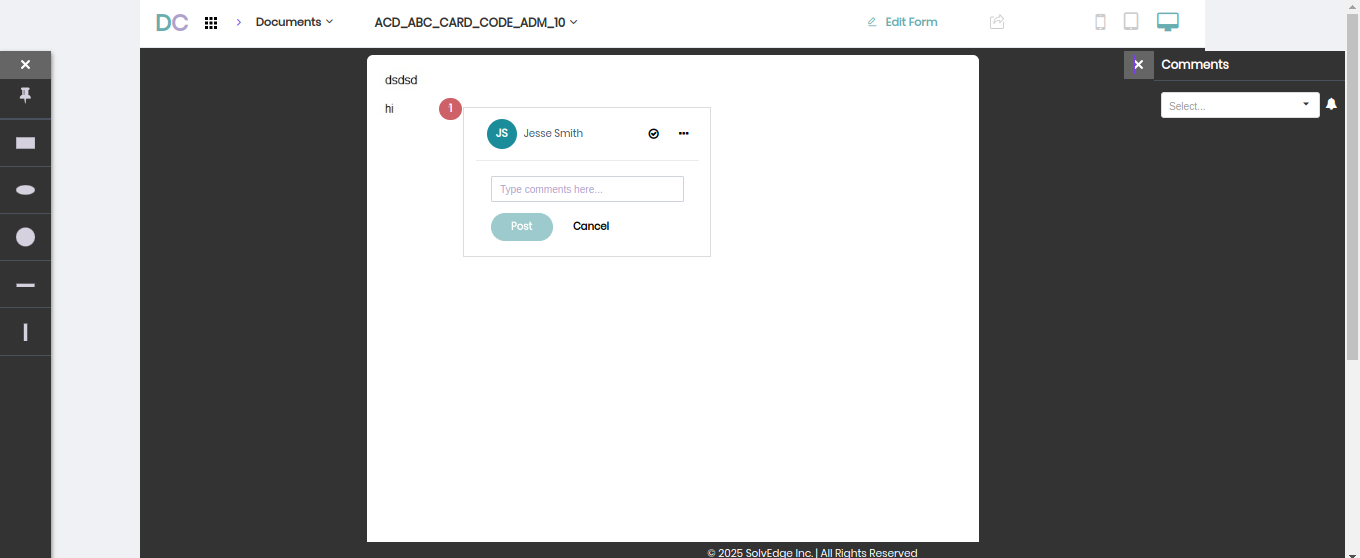 DC
Documents
ACD_ABC_CARD_CODE_ADM_10
Edit Form
Comments
Select...
dsdsd
hi
1
JS
Jesse Smith
Type comments here...
Post
Cancel
© 2025 SolvEdge Inc. | All Rights Reserved